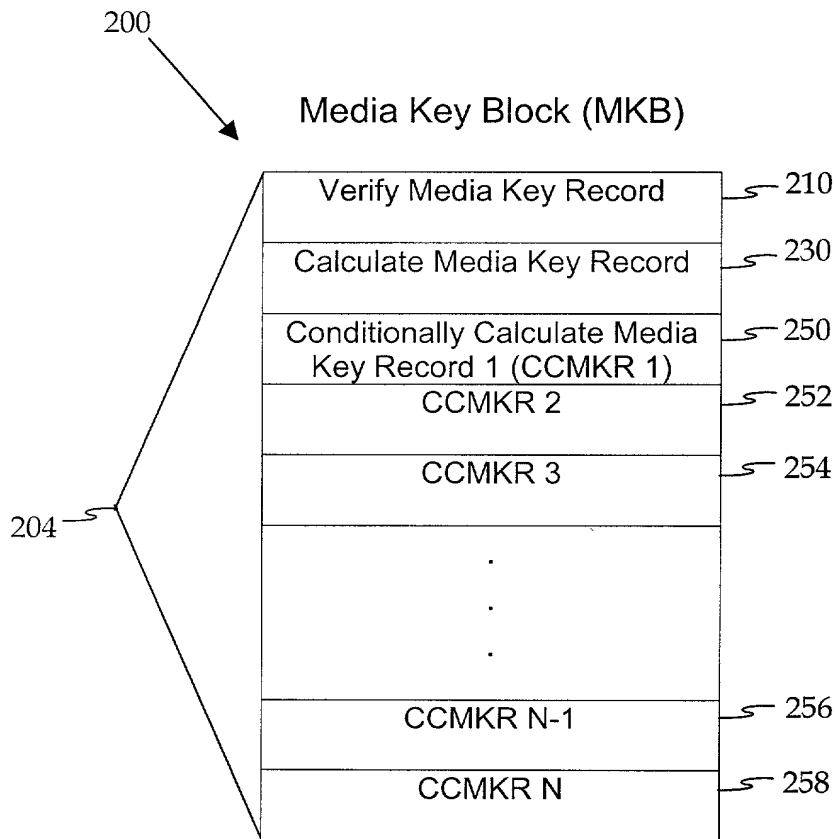 200
Media Key Block (MKB)
Verify Media Key Record
210
Calculate Media Key Record
230
Conditionally Calculate Media
Key Record 1 (CCMKR 1)
250
CCMKR 2
252
CCMKR 3
254
204
.
.
.
CCMKR N-1
256
CCMKR N
258